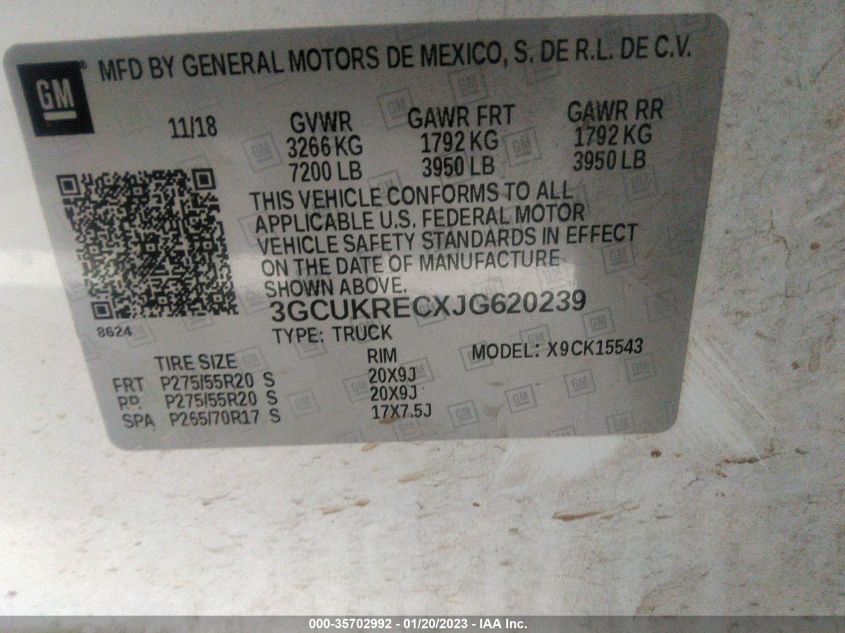 GM
MFD BY GENERAL MOTORS DE MEXICO, S. DE R.L. DE C.V.
11/18 GVWR GAWR FRT GAWR RR
3266 KG 1792 KG 1792 KG
7200 LB 3950 LB 3950 LB
THIS VEHICLE CONFORMS TO ALL
APPLICABLE U.S. FEDERAL MOTOR
VEHICLE SAFETY STANDARDS IN EFFECT
ON THE DATE OF MANUFACTURE
SHOWN ABOVE.
3GCUKRECXJG620239
8624 TYPE: TRUCK
MODEL: X9CK15543
TIRE SIZE RIM
FRT P275/55R20 S 20X9J
RR P275/55R20 S 20X9J
SPA P265/70R17 S 17X7.5J
000-35702992 — 01/20/2023 - IAA Inc.